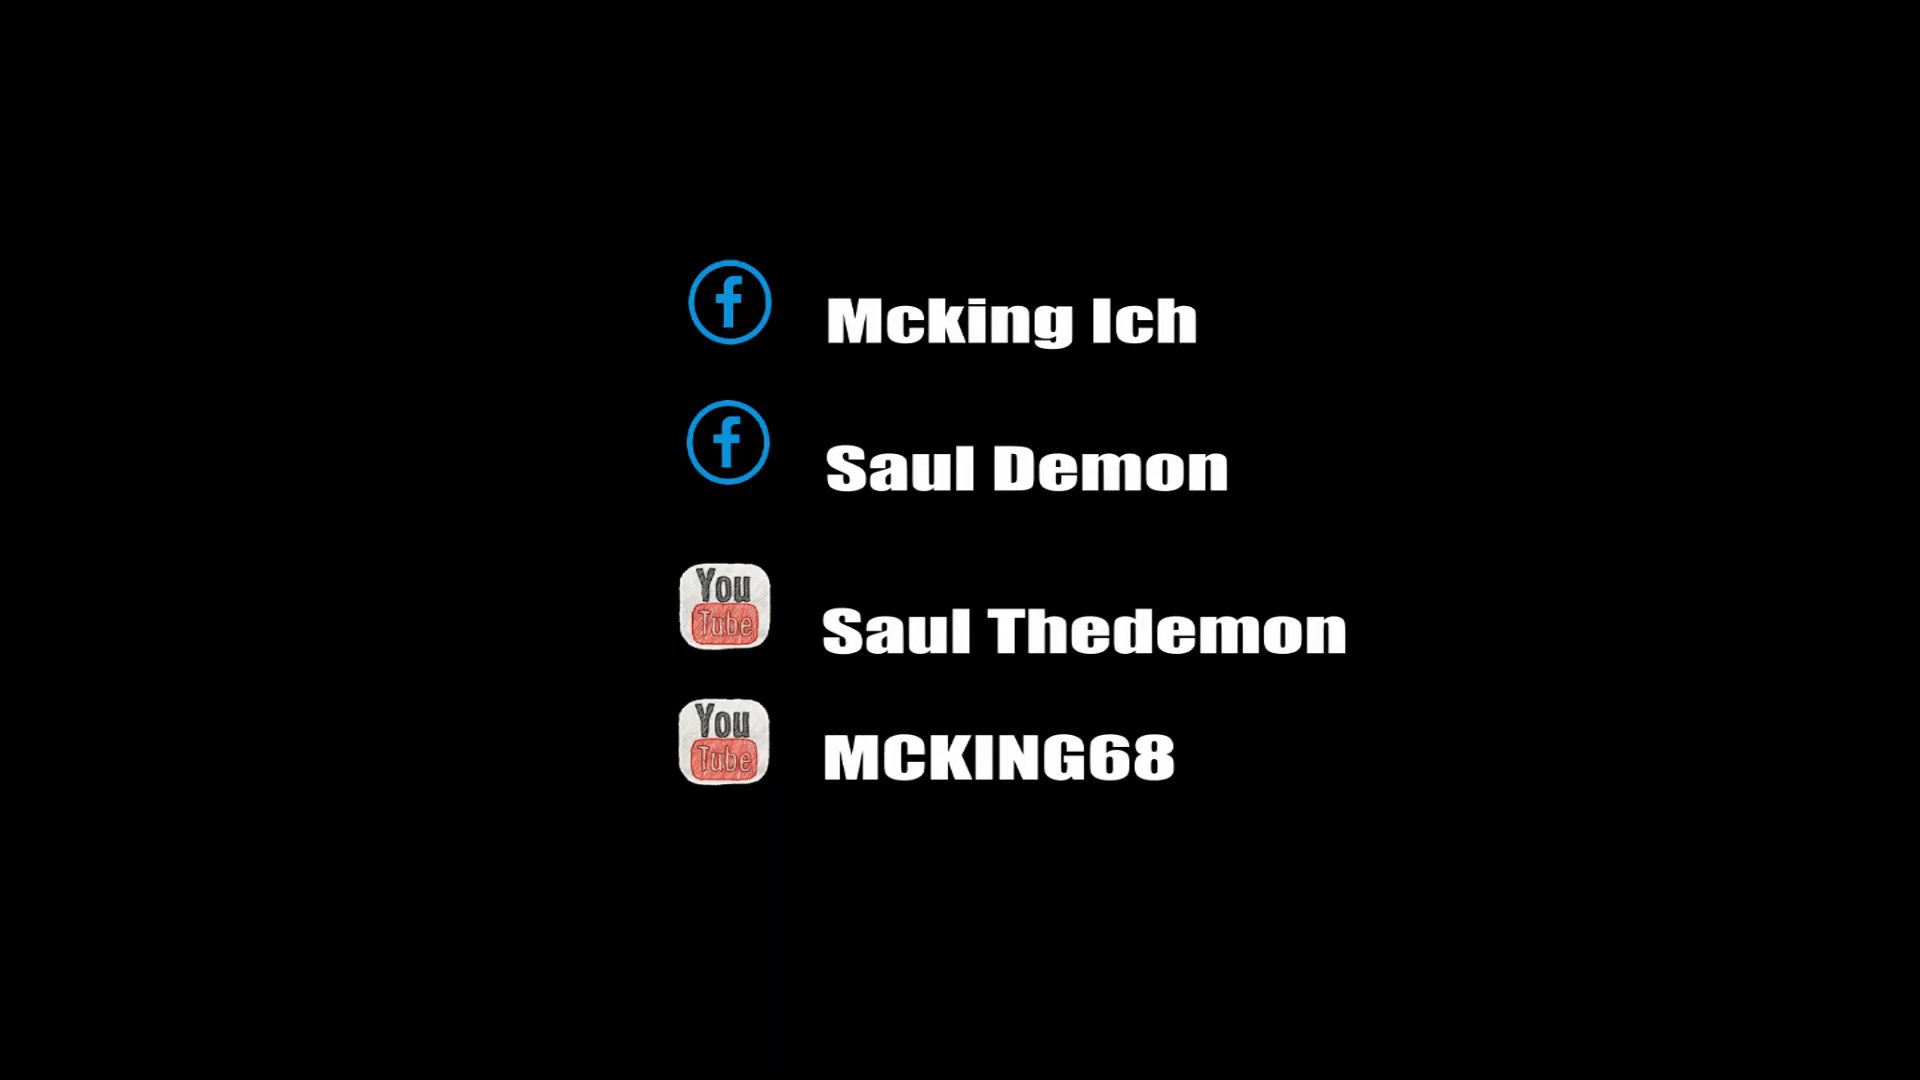 f Mcking Ich
f Saul Demon
You
Tube
Saul Thedemon
You
Tube
MCKING68